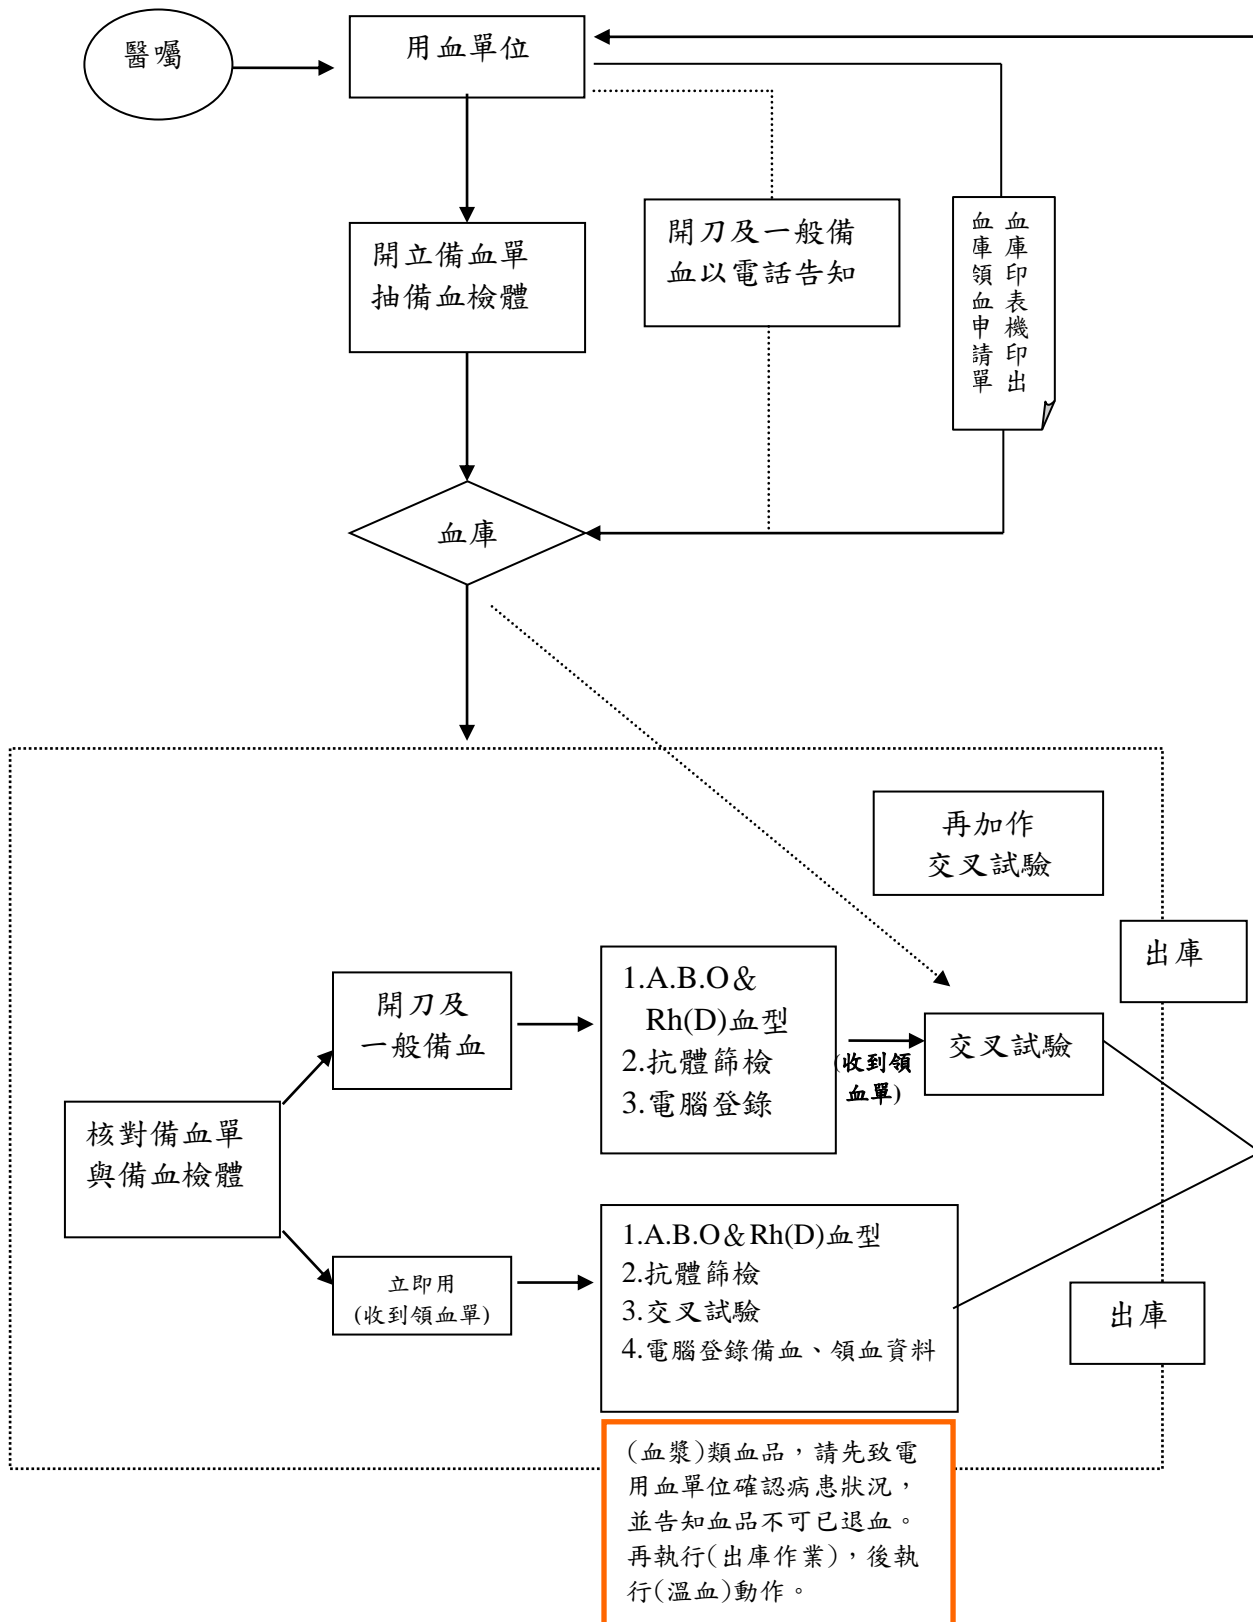 醫囑
用血單位
開立備血單
抽備血檢體
開刀及一般備
血以電話告知
血庫印表機印出
血庫領血申請單
血庫
再加作
交叉試驗
出庫
開刀及
一般備血
1.A.B.O＆
Rh(D)血型
2.抗體篩檢
3.電腦登錄
(收到領
血單)
交叉試驗
核對備血單
與備血檢體
立即用
(收到領血單)
1.A.B.O＆Rh(D)血型
2.抗體篩檢
3.交叉試驗
4.電腦登錄備血、領血資料
出庫
(血漿)類血品，請先致電
用血單位確認病患狀況，
並告知血品不可已退血。
再執行(出庫作業)，後執
行(溫血)動作。